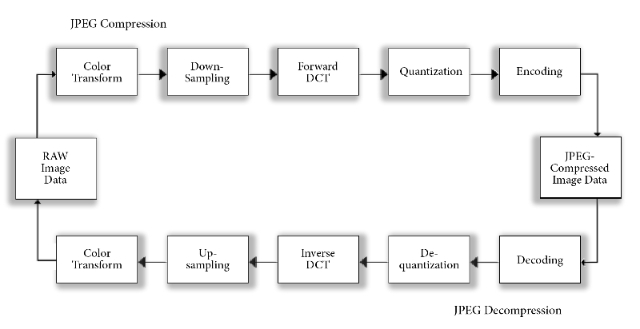 JPEG Compression
Color
Transform
Down-
Sampling
Forward
DCT
Quantization
Encoding
RAW
Image
Data
JPEG-
Compressed
Image Data
Color
Transform
Up-
sampling
Inverse
DCT
De-
quantization
Decoding
JPEG Decompression